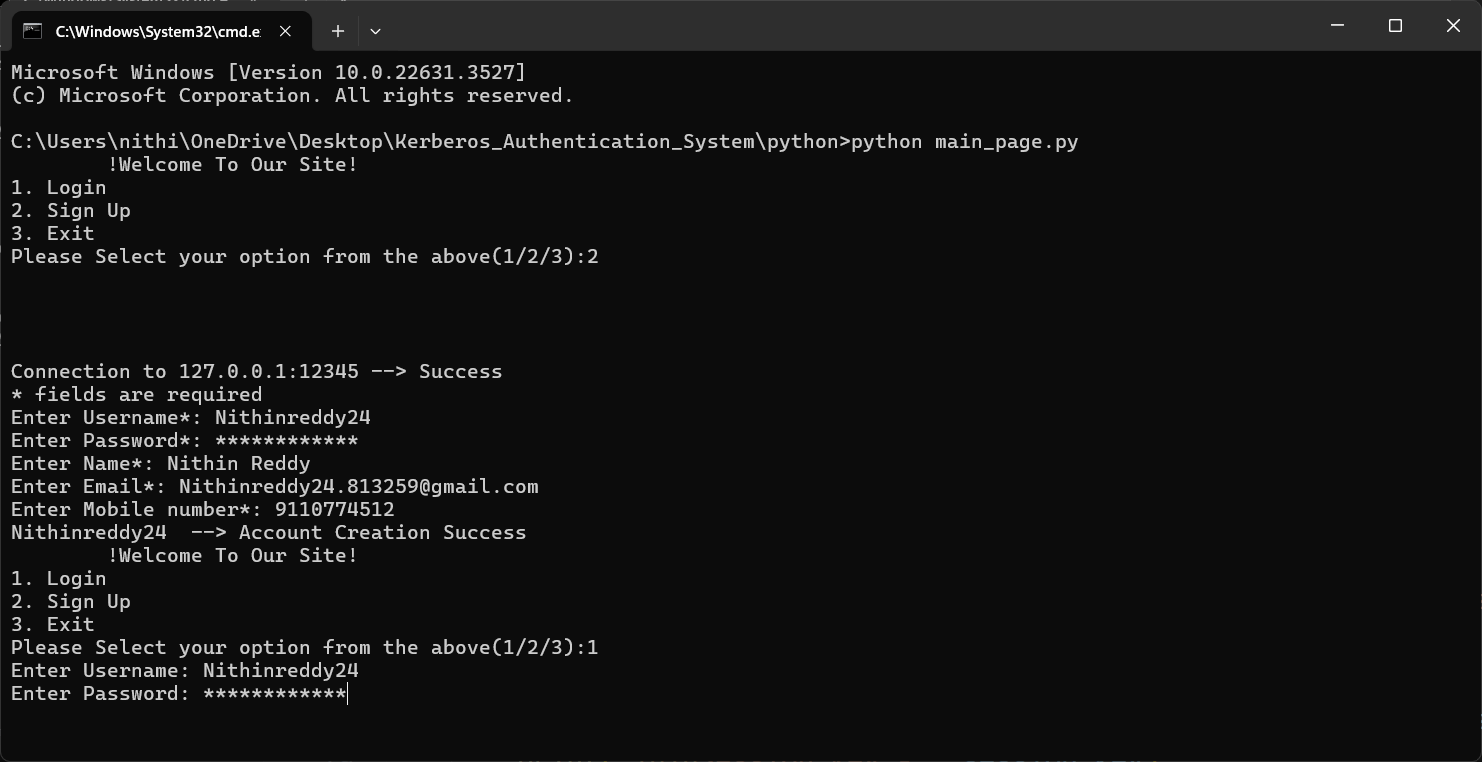 C:\Windows\System32\cmd.e:
Microsoft Windows [Version 10.0.22631.3527]
(c) Microsoft Corporation. All rights reserved.
C:\Users\nithi\OneDrive\Desktop\Kerberos_Authentication_System\python>python main_page.py
!Welcome To Our Site!
1. Login
2. Sign Up
3. Exit
Please Select your option from the above(1/2/3):2
Connection to 127.0.0.1:12345 --> Success
* fields are required
Enter Username*: Nithinreddy24
Enter Password*: ************
Enter Name*: Nithin Reddy
Enter Email*: Nithinreddy24.813259@gmail.com
Enter Mobile number*: 9110774512
Nithinreddy24  --> Account Creation Success
!Welcome To Our Site!
1. Login
2. Sign Up
3. Exit
Please Select your option from the above(1/2/3):1
Enter Username: Nithinreddy24
Enter Password: ************